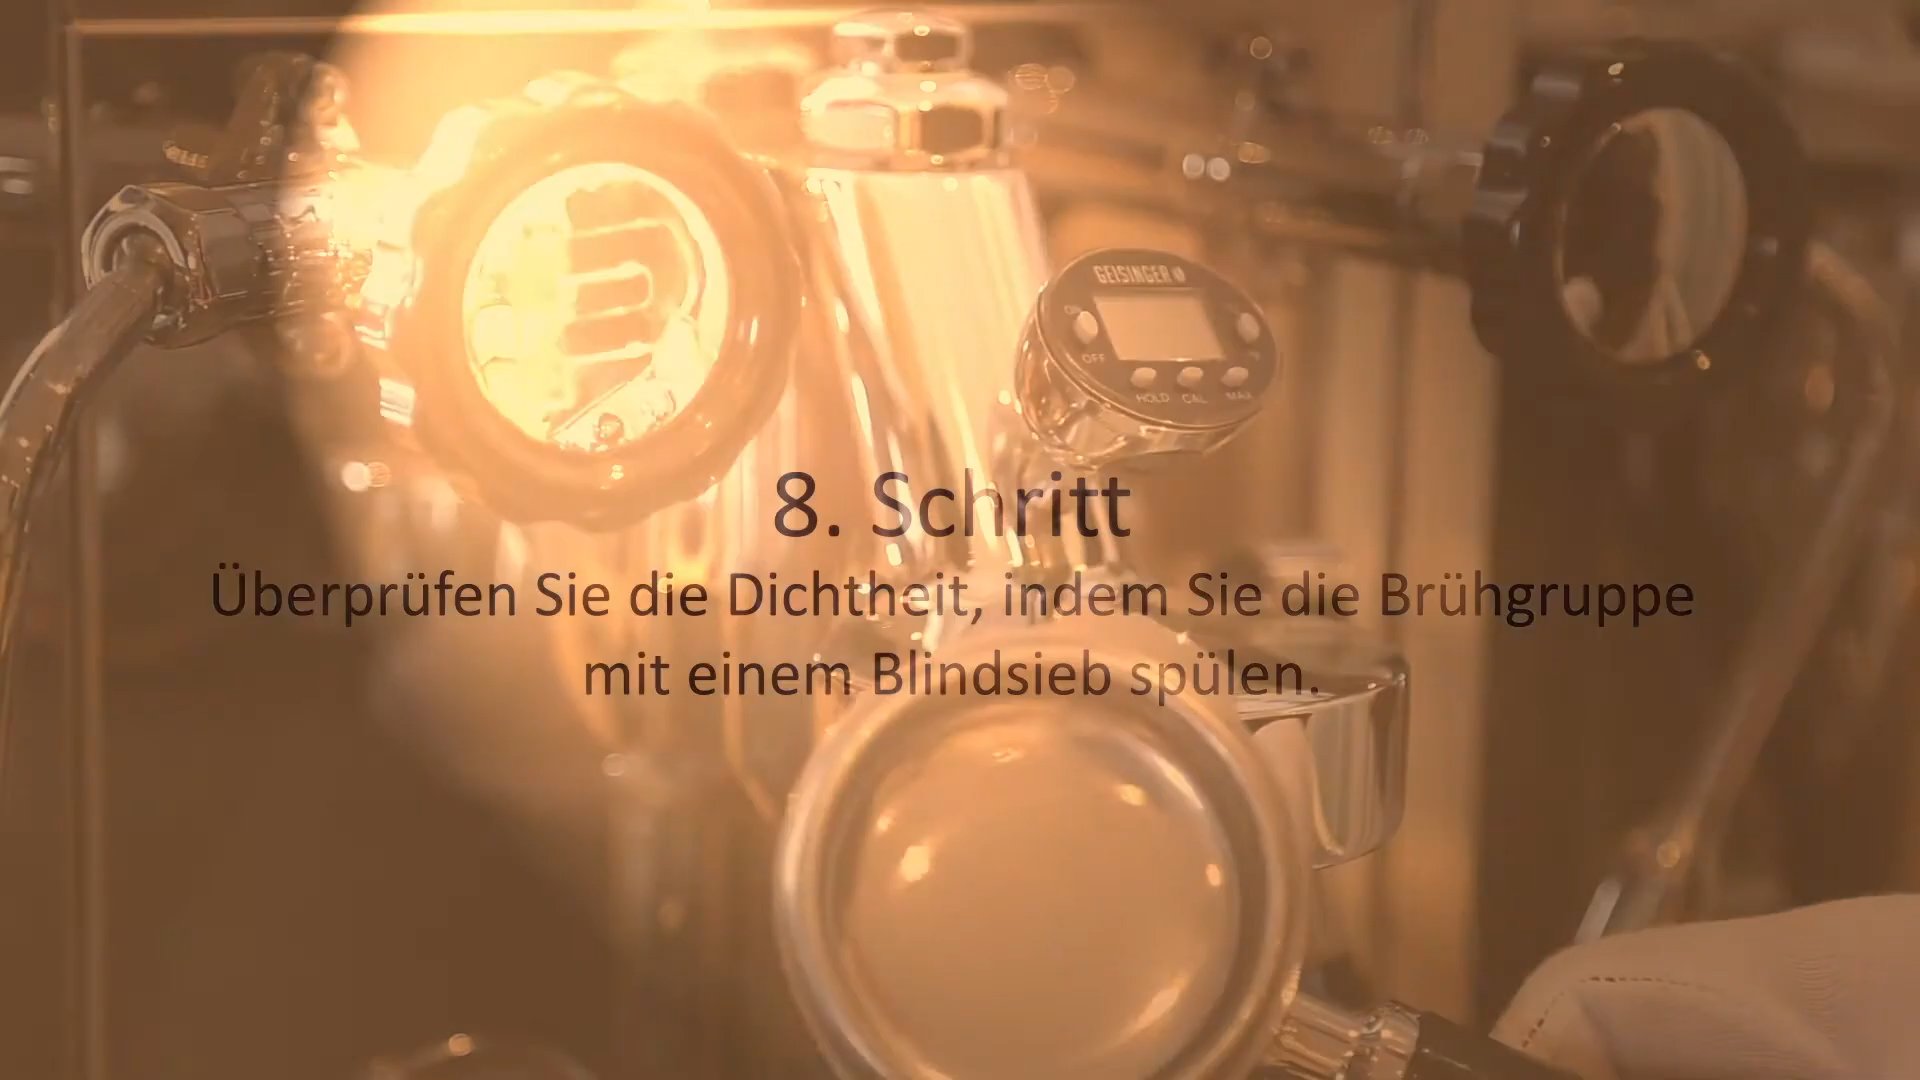 GEISINGER
OFF
HOLD CAL MAX
8. Schritt
Überprüfen Sie die Dichtheit, indem Sie die Brühgruppe
mit einem Blindsieb spülen.